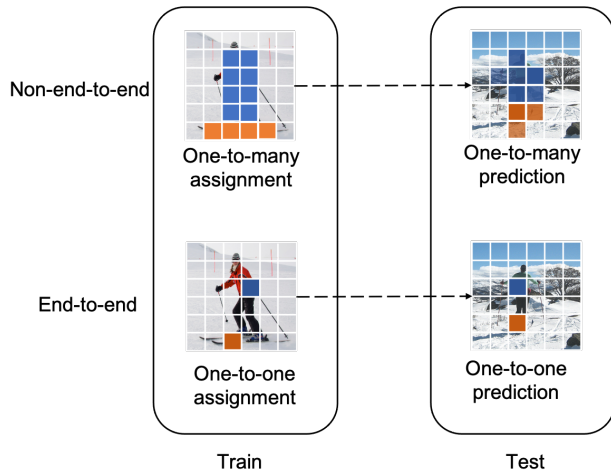 Non-end-to-end
One-to-many
assignment
One-to-many
prediction
End-to-end
One-to-one
assignment
One-to-one
prediction
Train
Test